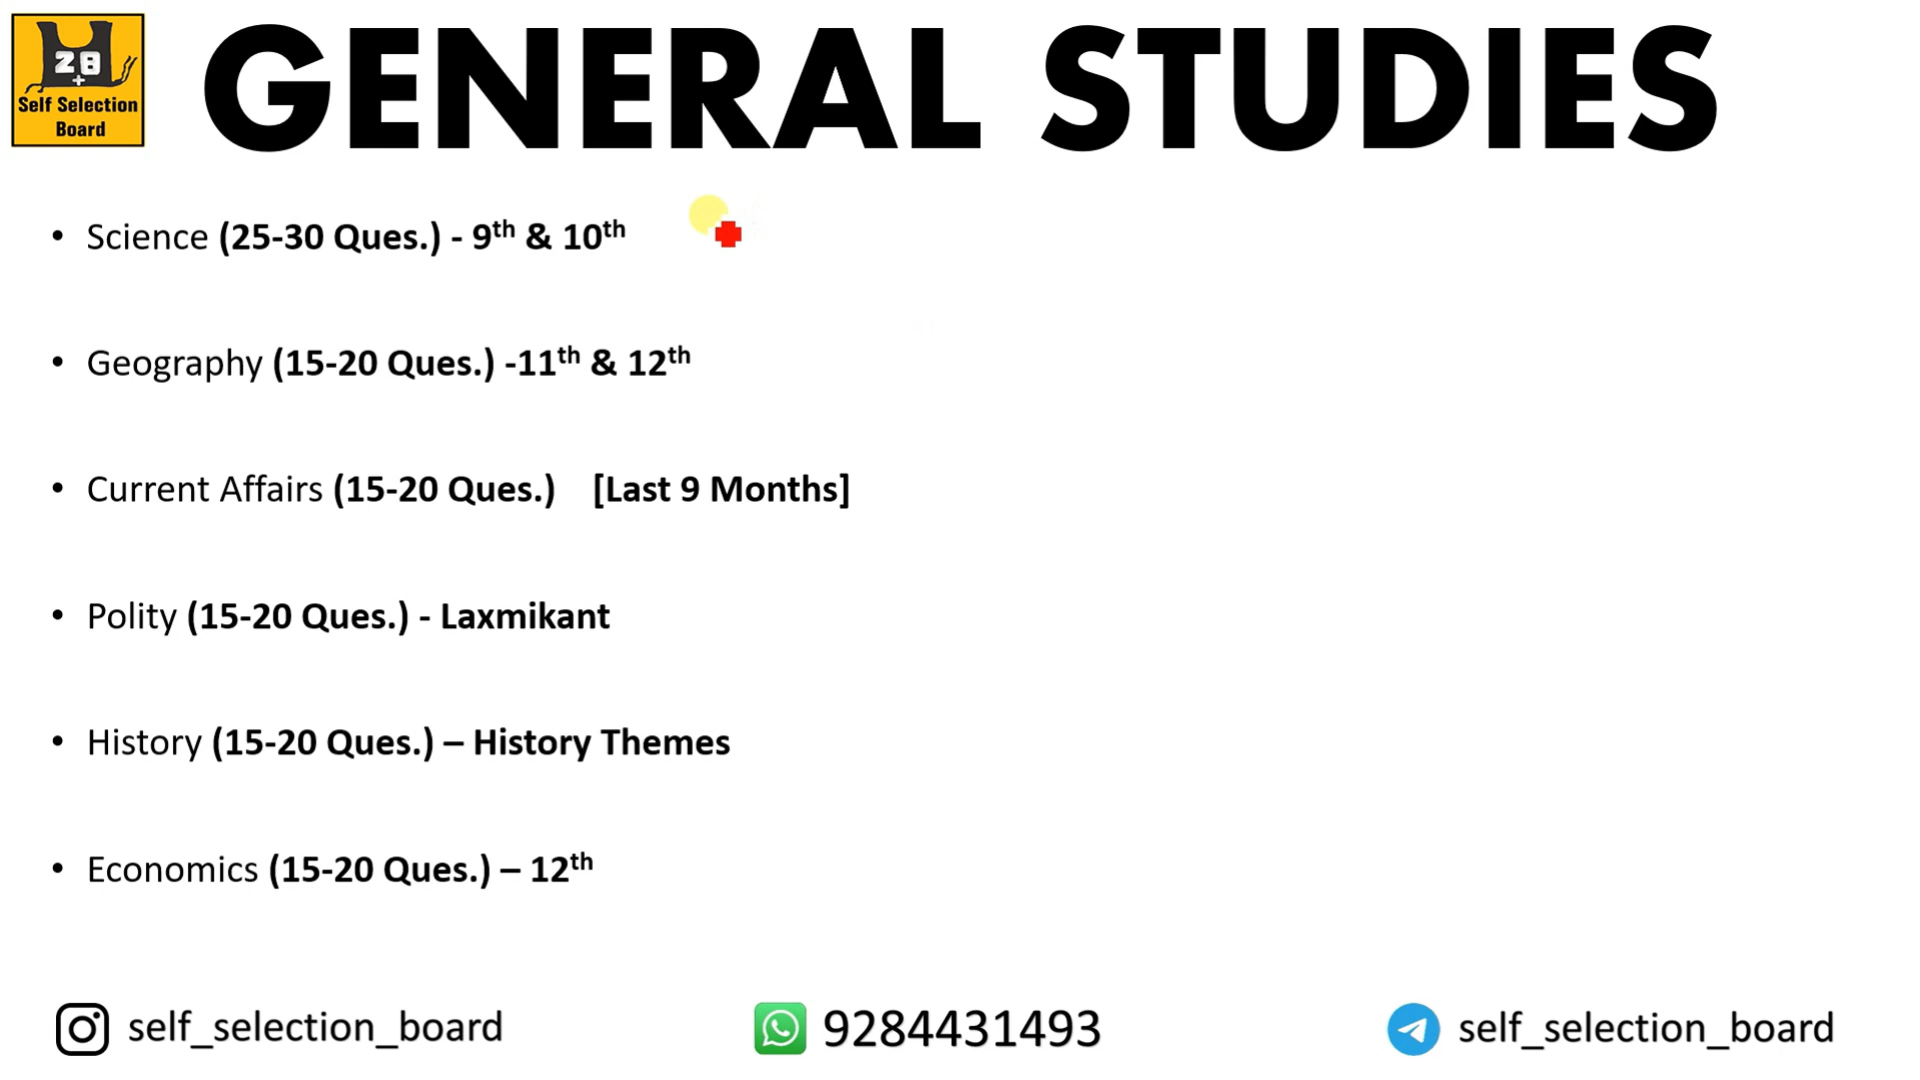 28
+
Self Selection
Board
GENERAL STUDIES
• Science (25-30 Ques.) - 9th & 10th
• Geography (15-20 Ques.) -11th & 12th
• Current Affairs (15-20 Ques.) [Last 9 Months]
• Polity (15-20 Ques.) - Laxmikant
• History (15-20 Ques.) – History Themes
• Economics (15-20 Ques.) – 12th
self_selection_board
9284431493
self_selection_board